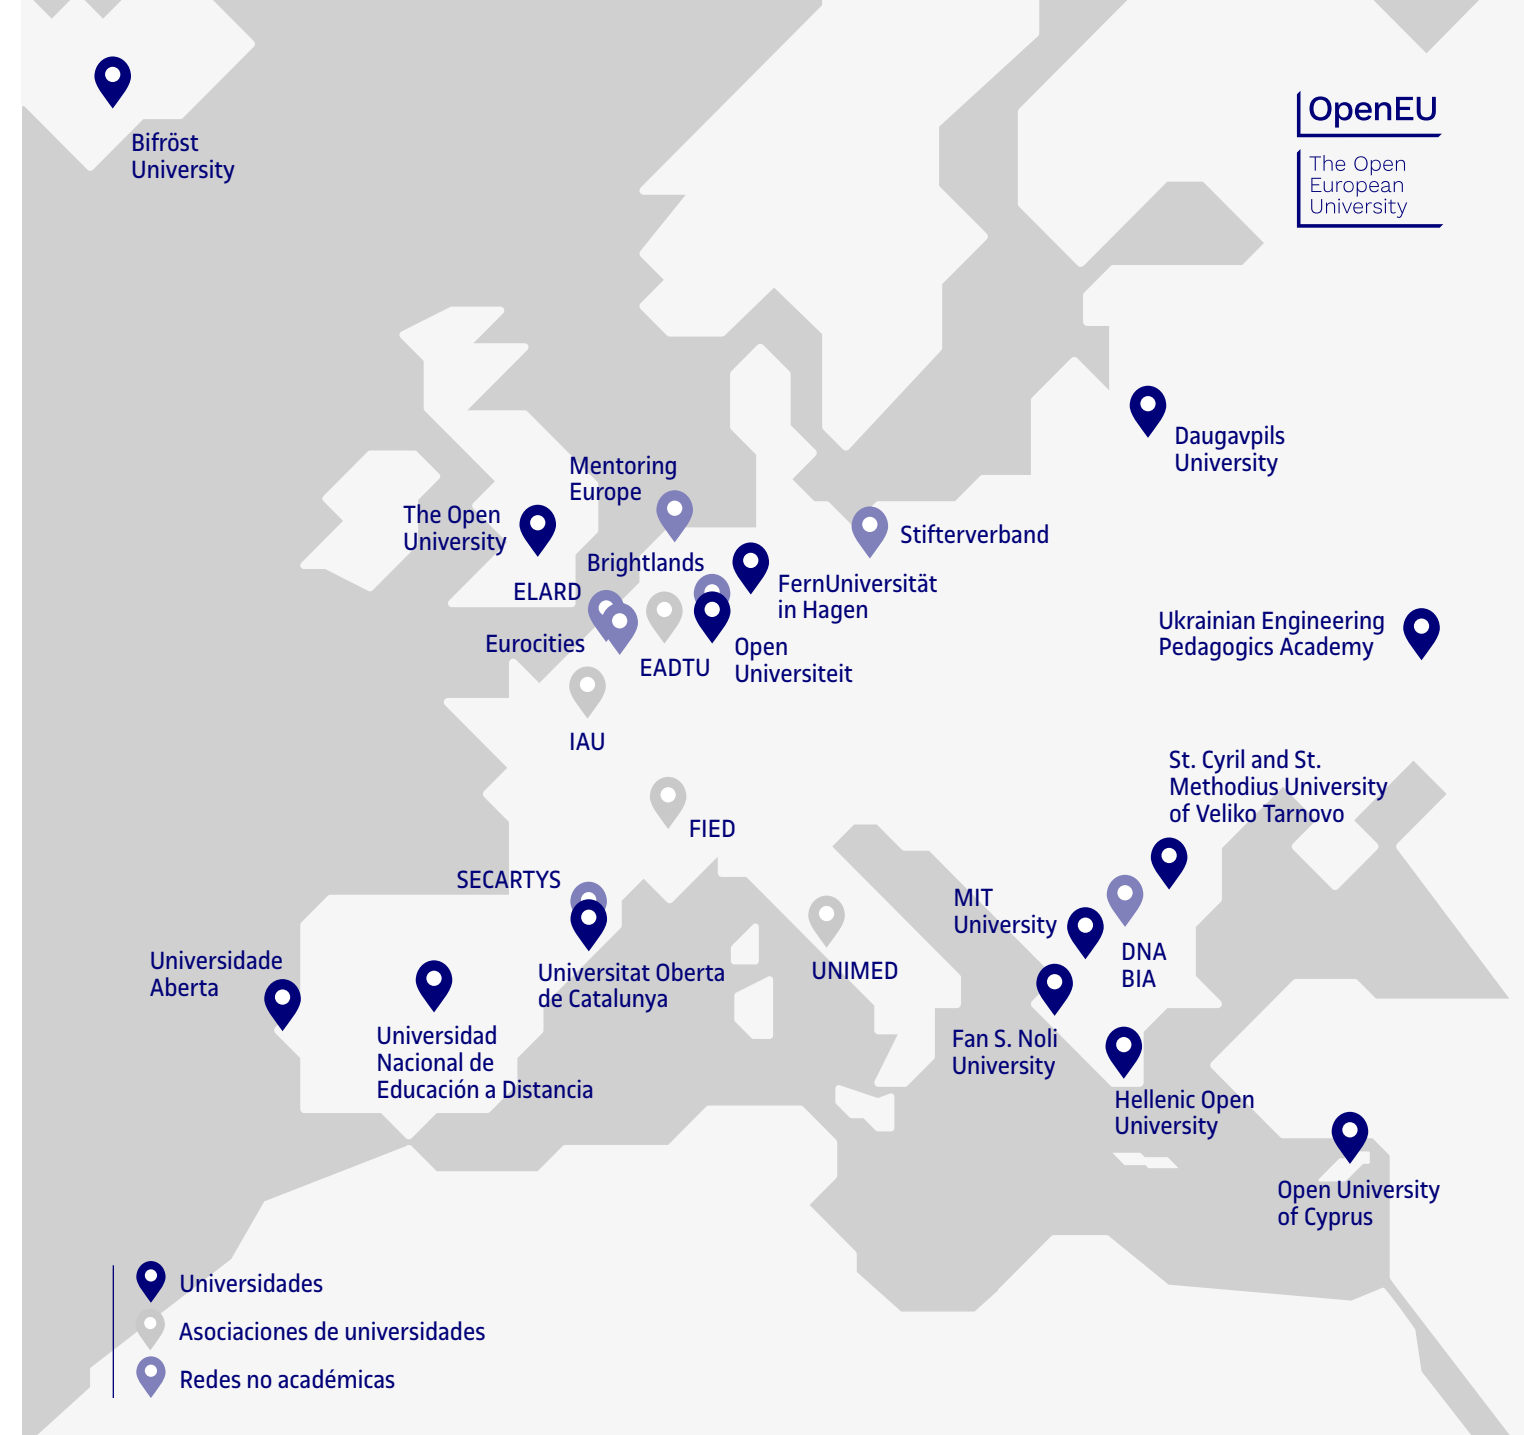 OpenEU
The Open
European
University
Bifröst
University
Daugavpils
University
Mentoring
Europe
The Open
University
Stifterverband
Brightlands
FernUniversität
in Hagen
ELARD
Ukrainian Engineering
Pedagogics Academy
Eurocities
EADTU
Open
Universiteit
IAU
St. Cyril and St.
Methodius University
of Veliko Tarnovo
FIED
SECARTYS
MIT
University
DNA
BIA
Universidade
Aberta
Universitat Oberta
de Catalunya
UNIMED
Universidad
Nacional de
Educación a Distancia
Fan S. Noli
University
Hellenic Open
University
Open University
of Cyprus
Universidades
Asociaciones de universidades
Redes no académicas